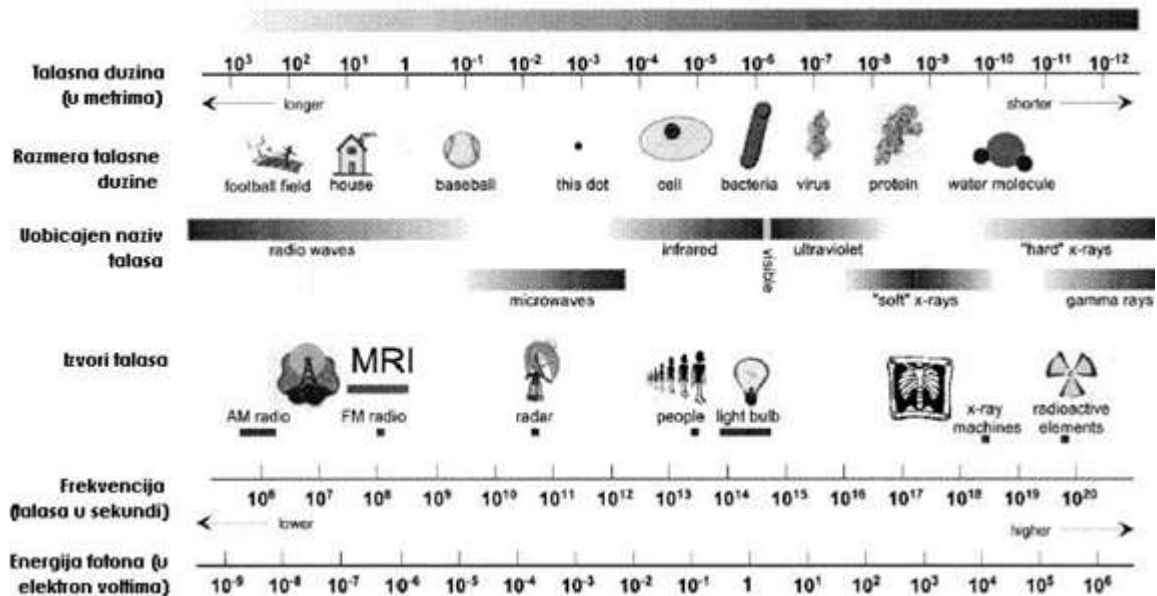 10³ 10² 10¹ 1 10⁻¹ 10⁻² 10⁻³ 10⁻⁴ 10⁻⁵ 10⁻⁶ 10⁻⁷ 10⁻⁸ 10⁻⁹ 10⁻¹⁰ 10⁻¹¹ 10⁻¹²
Talasna duzina
(u metrima)
longer shorter
Razmera talasne
duzine
football field house baseball this dot cell bacteria virus protein water molecule
Uobicajen naziv
talasa
radio waves infrared visible ultraviolet "hard" x-rays
microwaves "soft" x-rays gamma rays
Izvori talasa
MRI
AM radio FM radio radar people light bulb x-ray machines radioactive elements
Frekvencija
(talasa u sekundi)
10⁶ 10⁷ 10⁸ 10⁹ 10¹⁰ 10¹¹ 10¹² 10¹³ 10¹⁴ 10¹⁵ 10¹⁶ 10¹⁷ 10¹⁸ 10¹⁹ 10²⁰
lower higher
Energija fotona (u
elektron voltima)
10⁻⁹ 10⁻⁸ 10⁻⁷ 10⁻⁶ 10⁻⁵ 10⁻⁴ 10⁻³ 10⁻² 10⁻¹ 1 10¹ 10² 10³ 10⁴ 10⁵ 10⁶